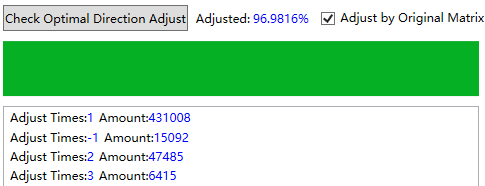 Check Optimal Direction Adjust Adjusted: 96.9816% Adjust by Original Matrix
Adjust Times:1 Amount:431008
Adjust Times:-1 Amount:15092
Adjust Times:2 Amount:47485
Adjust Times:3 Amount:6415